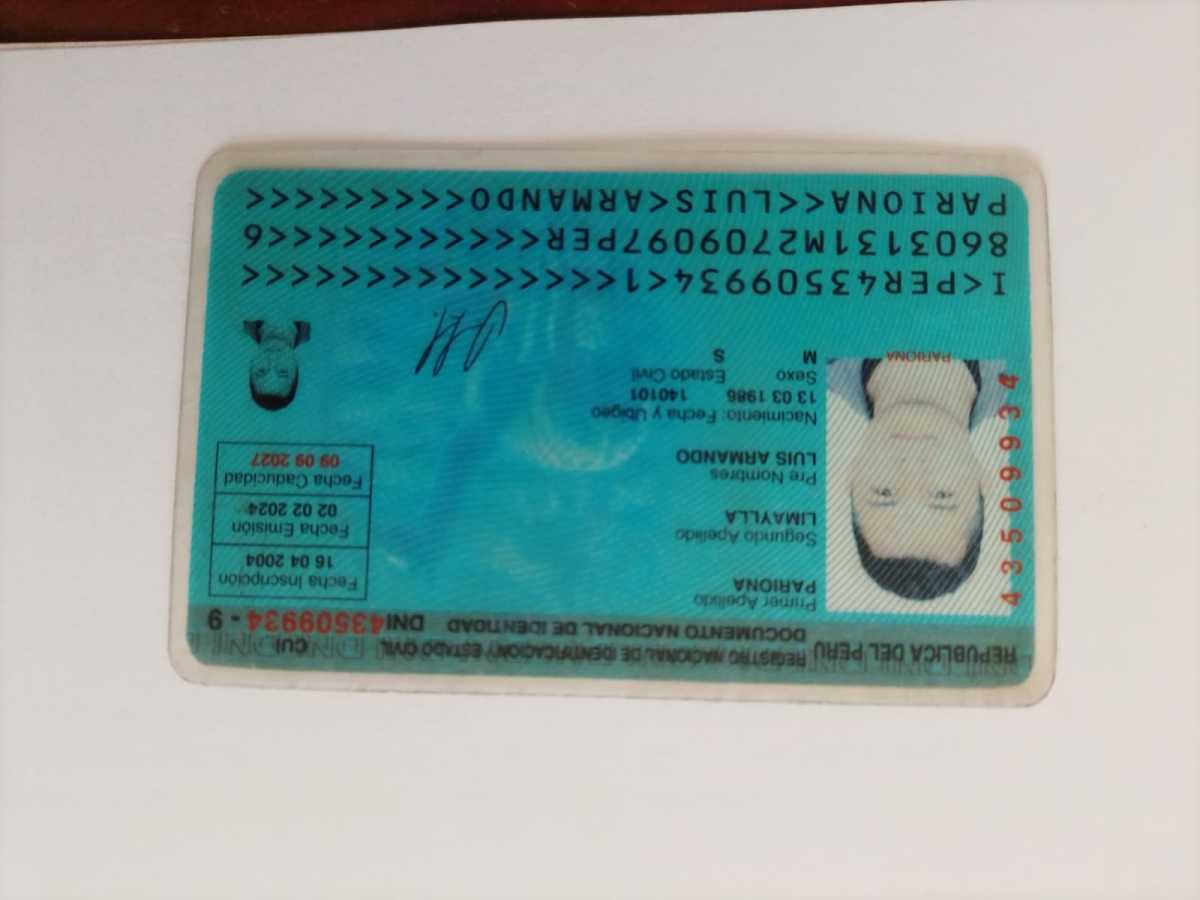 REPUBLICA DEL PERU REGISTRO NACIONAL DE IDENTIFICACION Y ESTADO CIVIL CUI
DOCUMENTO NACIONAL DE IDENTIDAD DNI 43509934 - 9
Primer Apellido
PARIONA
Segundo Apellido
LIMAYLLA
Pre Nombres
LUIS ARMANDO
Nacimiento: Fecha y Ubigeo
13 03 1986 140101
Sexo Estado Civil
M S
43509934
PARIONA
Fecha Inscripción
16 04 2004
Fecha Emisión
02 02 2024
Fecha Caducidad
09 09 2027
I<PER43509934<1<<<<<<<<<<<<<<<
8603131M2709097PER<<<<<<<<<<<6
PARIONA<<LUIS<ARMANDO<<<<<<<<<